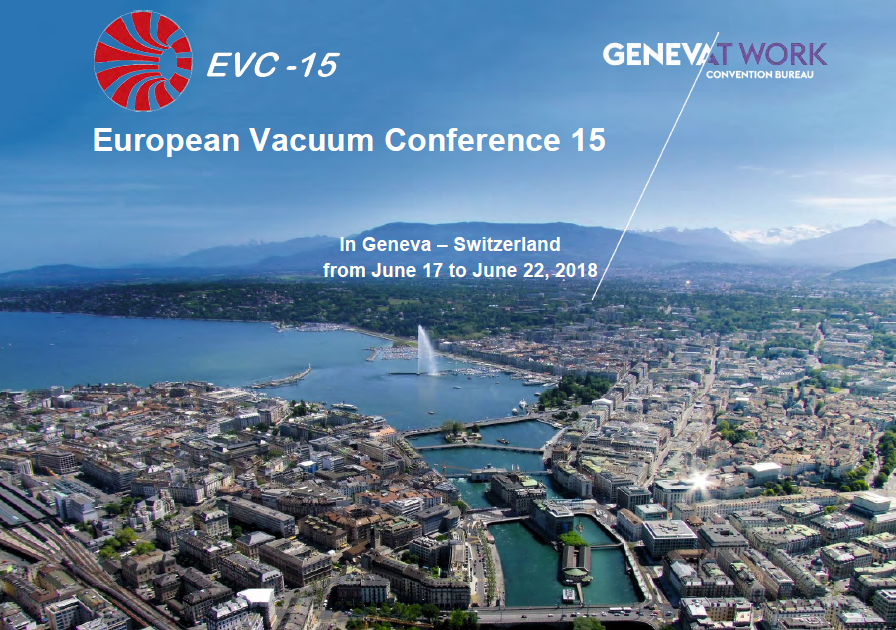 EVC -15
GENEVAT WORK
CONVENTION BUREAU
European Vacuum Conference 15
In Geneva – Switzerland
from June 17 to June 22, 2018